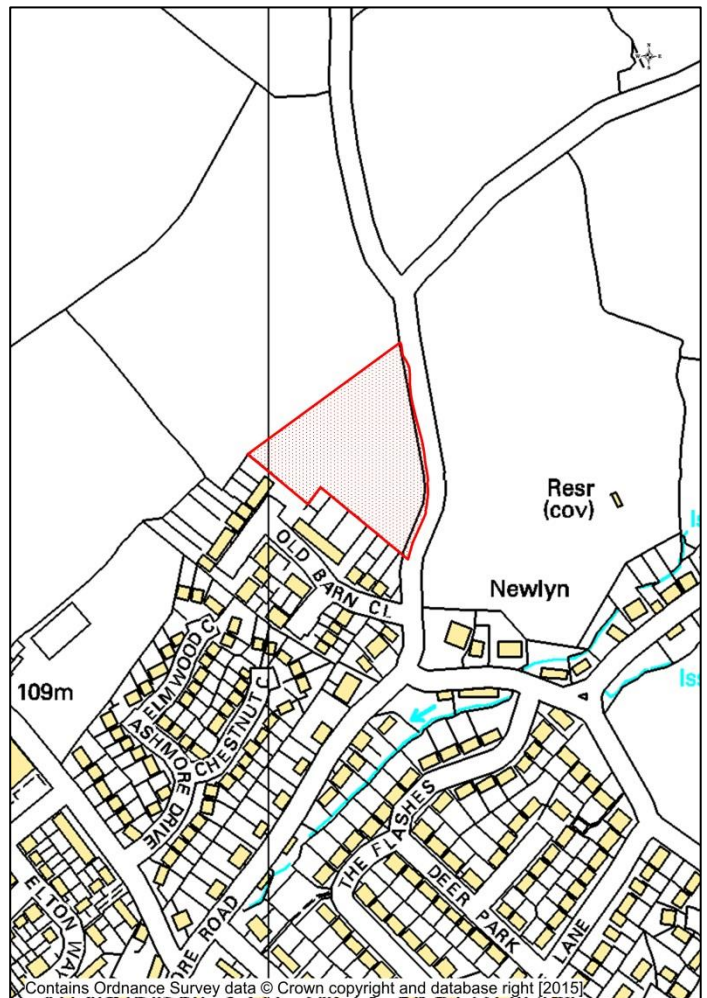 Resr
(cov)
Newlyn
OLD BARN CL
109m
ELMWOOD C
ASHMORE DRIVE
CHESTNUT C
THE FLASHES
DEER PARK
LANE
ELTON WAY
ORE ROAD
Contains Ordnance Survey data © Crown copyright and database right [2015]